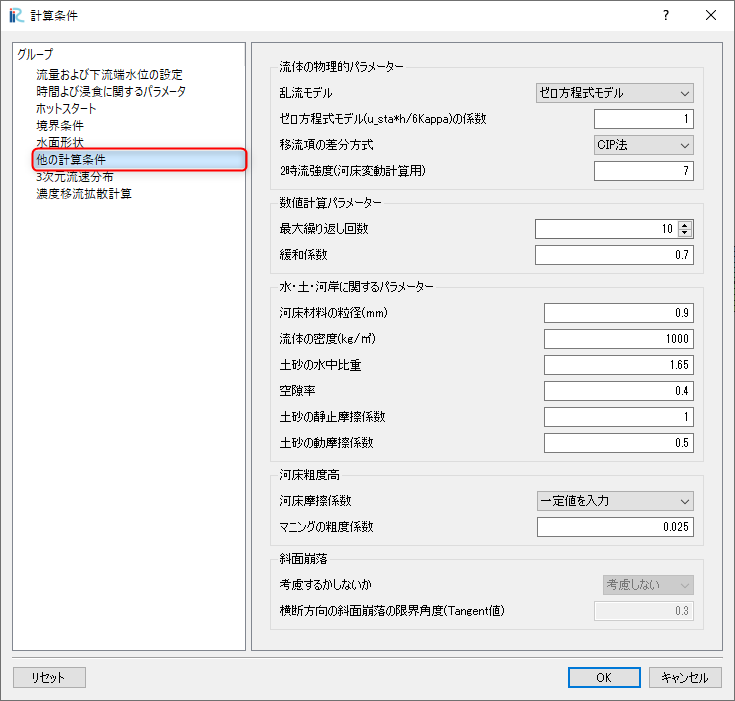 計算条件
グループ
流量および下流端水位の設定
時間よび浸食に関するパラメータ
ホットスタート
境界条件
水面形状
他の計算条件
3次元流速分布
濃度移流拡散計算
流体の物理的パラメーター
乱流モデル ゼロ方程式モデル
ゼロ方程式モデル(u_sta*h/6Kappa)の係数 1
移流項の差分方式 CIP法
2時流強度(河床変動計算用) 7
数値計算パラメーター
最大繰り返し回数 10
緩和係数 0.7
水・土・河岸に関するパラメーター
河床材料の粒径(mm) 0.9
流体の密度(kg/㎥) 1000
土砂の水中比重 1.65
空隙率 0.4
土砂の静止摩擦係数 1
土砂の動摩擦係数 0.5
河床粗度高
河床摩擦係数 一定値を入力
マニングの粗度係数 0.025
斜面崩落
考慮するかしないか 考慮しない
横断方向の斜面崩落の限界角度(Tangent値) 0.3
リセット OK キャンセル